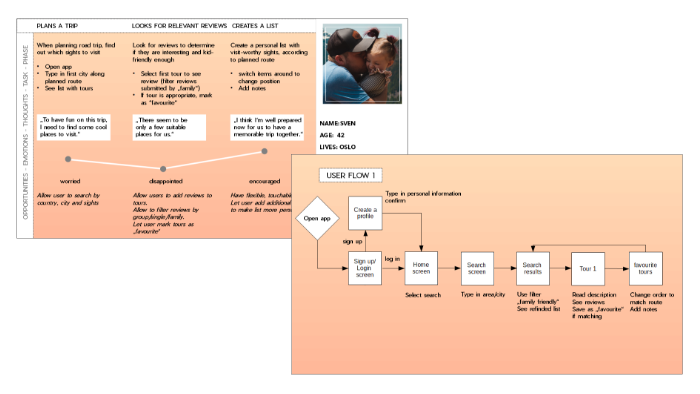 PLANS A TRIP
LOOKS FOR RELEVANT REVIEWS
CREATES A LIST
OPPORTUNITIES - EMOTIONS - THOUGHTS - TASK - PHASE
When planning road trip, find
out which sights to visit
• Open app
• Type in first city along
planned route
• See list with tours
Look for reviews to determine
if they are interesting and kid-
friendly enough
• Select first tour to see
review (filter reviews
submitted by „family")
• If tour is appropriate, mark
as "favourite"
Create a personal list with
visit-worthy sights, according
to planned route
• switch items around to
change position
• Add notes
„To have fun on this trip,
I need to find some cool
places to visit."
„There seem to be
only a few suitable
places for us."
„I think I'm well prepared
now for us to have a
memorable trip together."
worried
disappointed
encouraged
Allow user to search by
country, city and sights
Allow users to add reviews to
tours.
Allow to filter reviews by
group/single/family.
Let user mark tours as
„favourite"
Have flexible, touchable
Let user add additional
to make list more pers
NAME:SVEN
AGE: 42
LIVES: OSLO
USER FLOW 1
Open app
Create a
profile
Type in personal information
confirm
sign up
Sign up/
Login
screen
log in
Home
screen
Select search
Search
screen
Type in area/city
Search
results
Use filter
„family friendly"
See refinded list
Tour 1
Read description
See reviews
Save as „favourite"
if matching
favourite
tours
Change order to
match route
Add notes